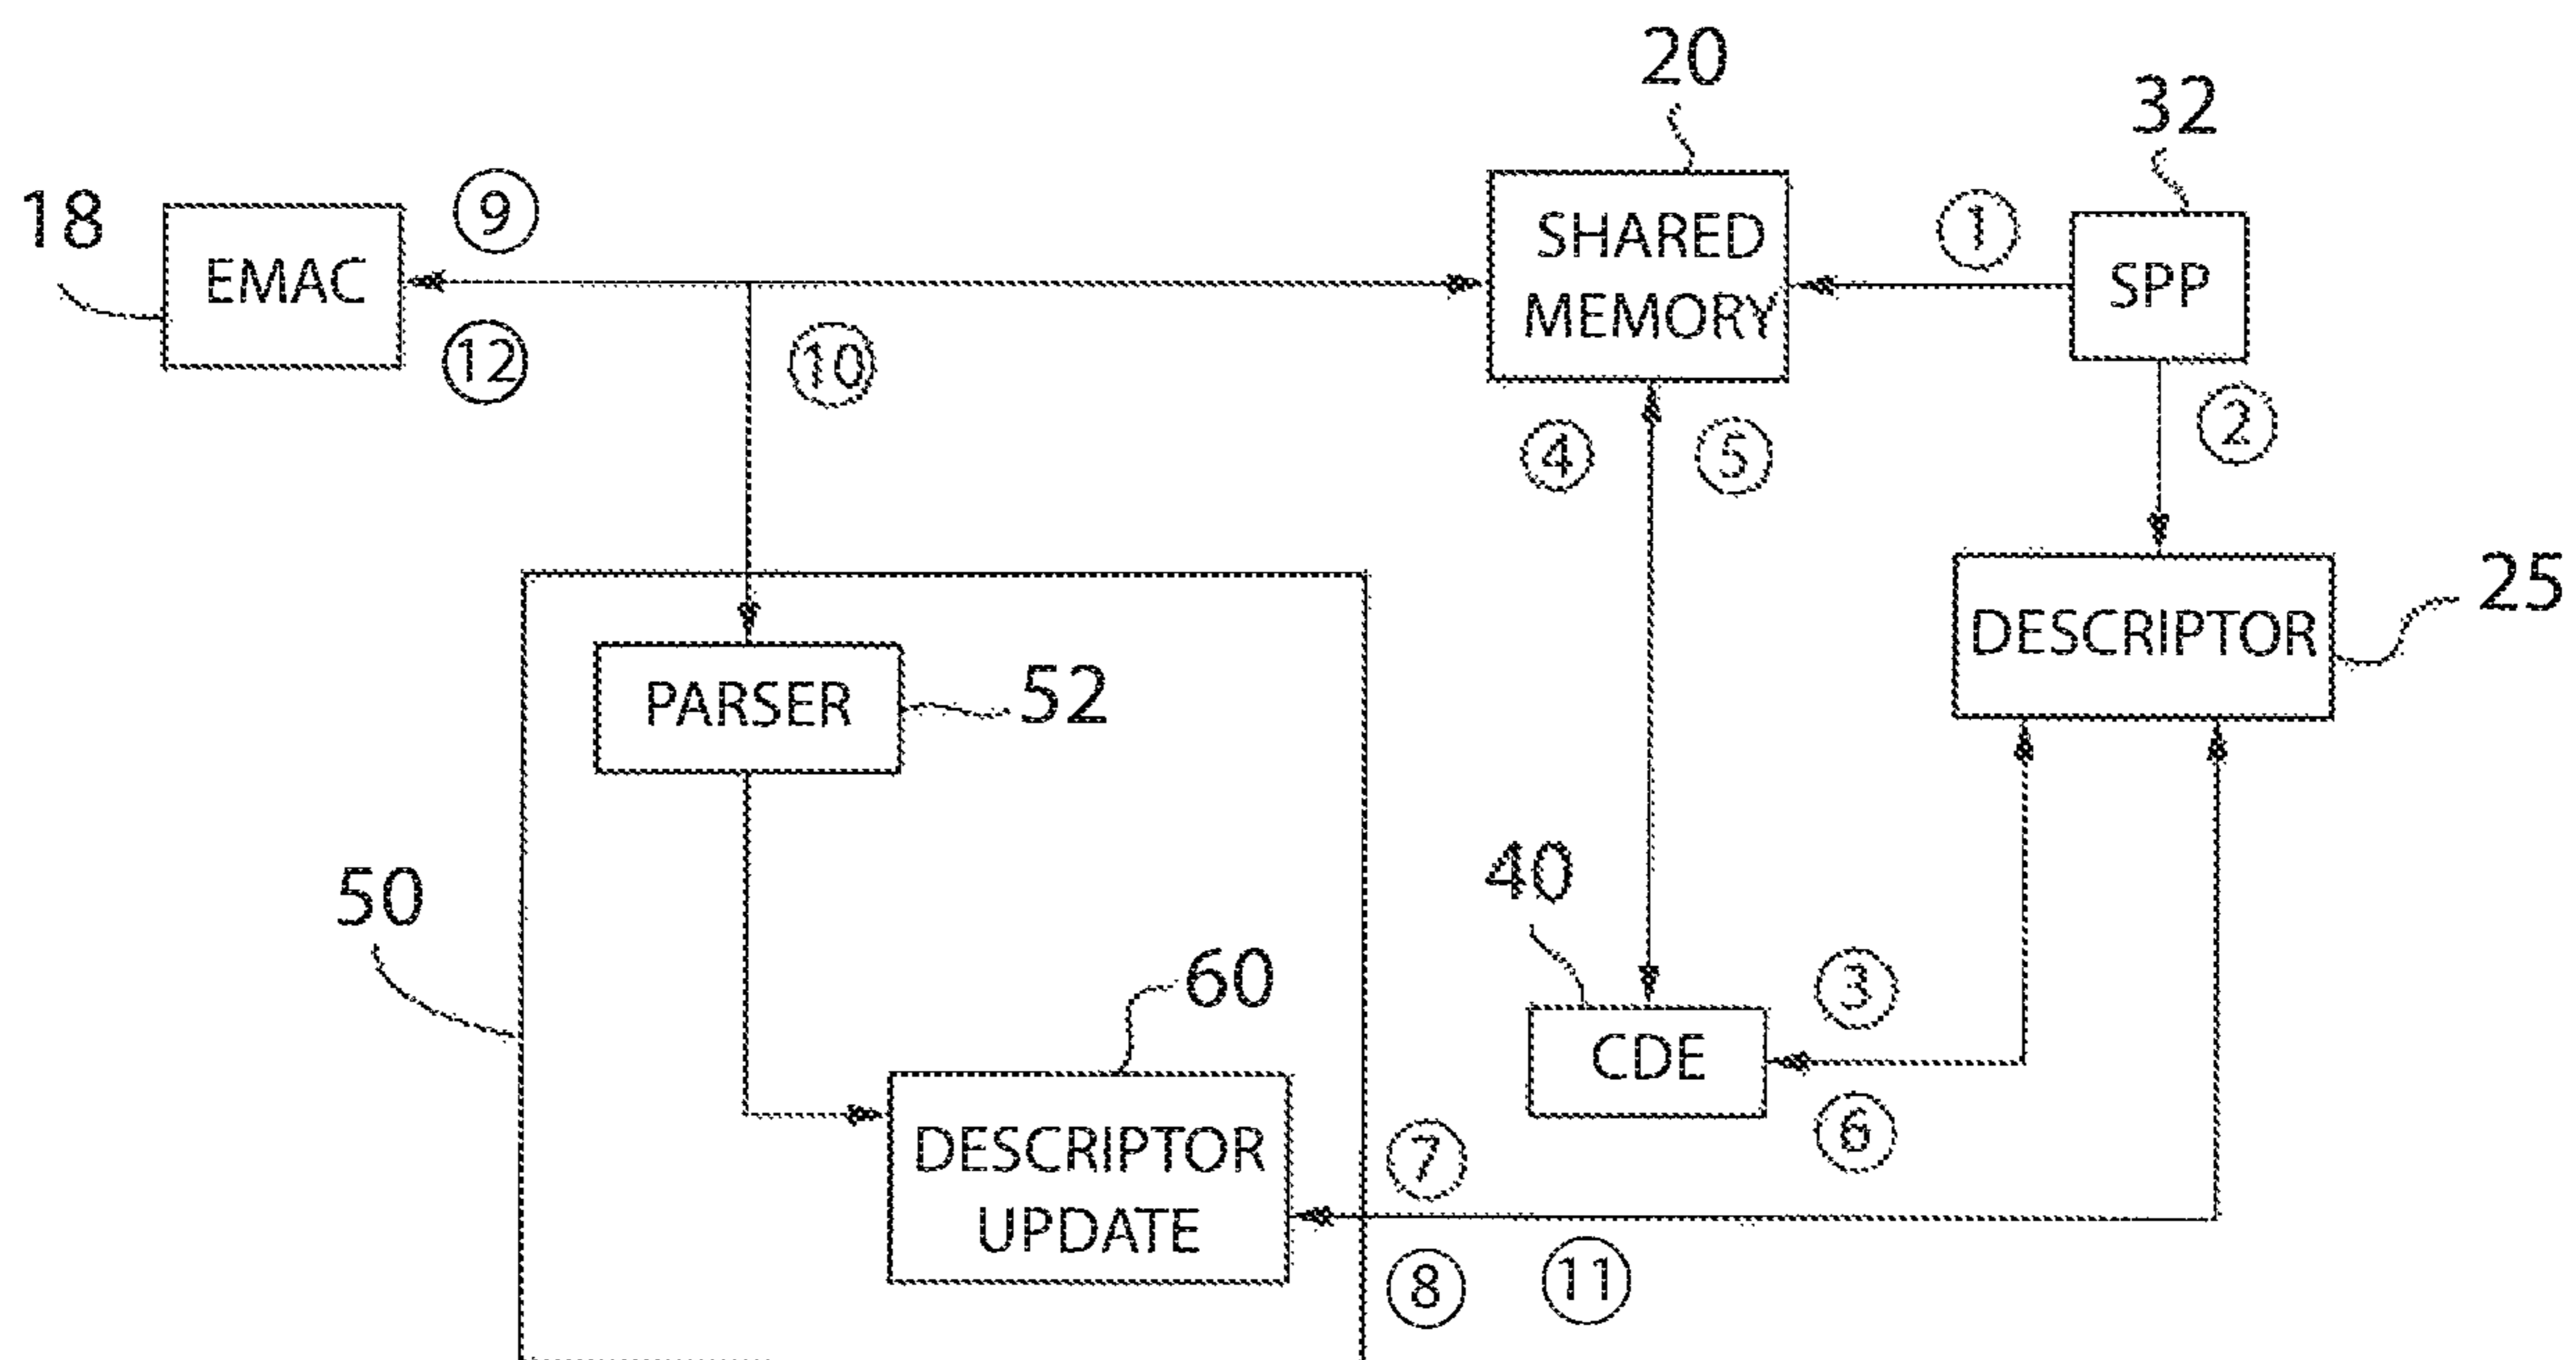 20
32
18
⑨
①
SHARED
MEMORY
EMAC
SPP
⑫
⑩
④
⑤
②
25
DESCRIPTOR
PARSER
52
40
50
60
③
CDE
⑥
⑦
DESCRIPTOR
UPDATE
⑧
⑪